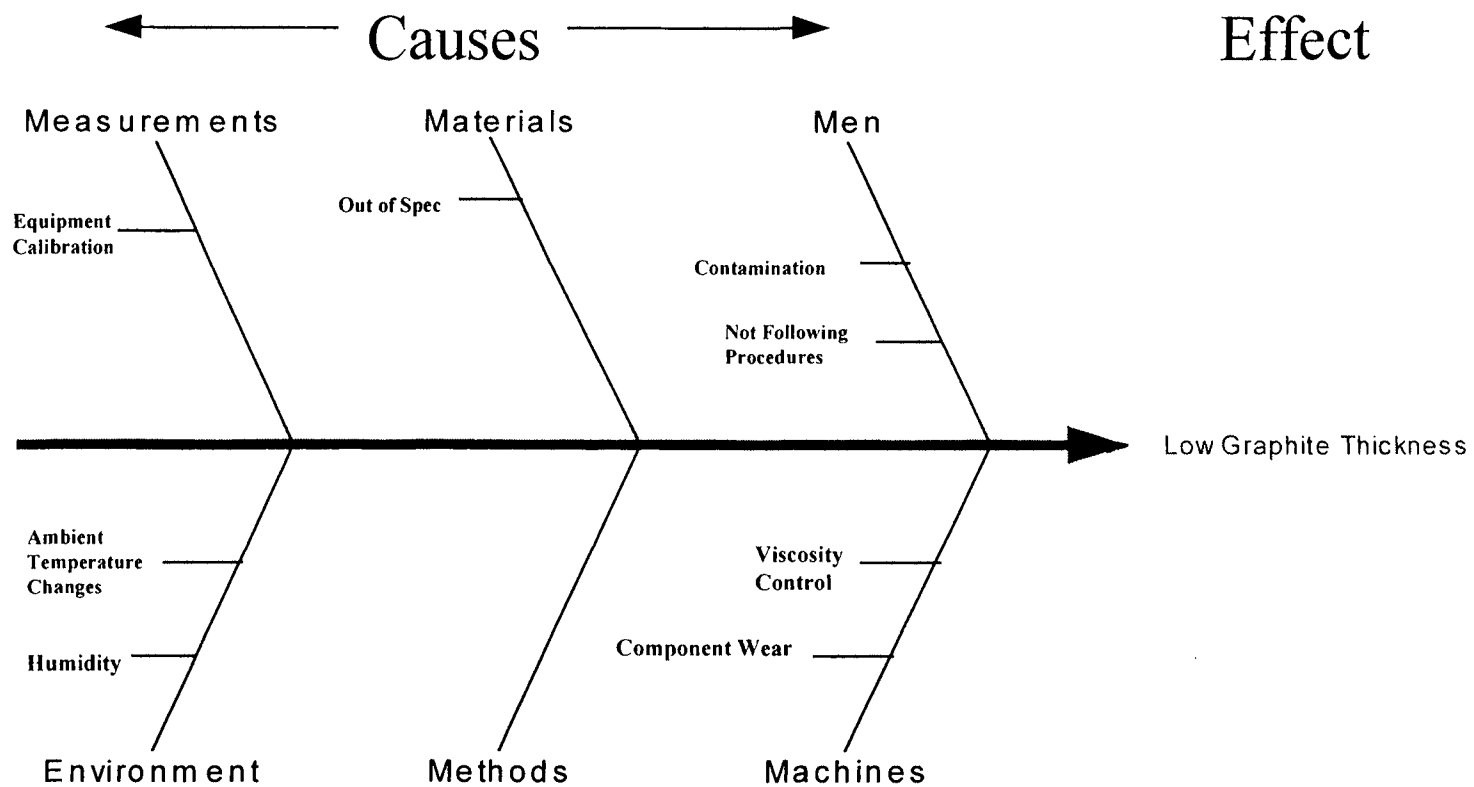 Causes
Effect
Measurements
Materials
Men
Equipment
Calibration
Out of Spec
Contamination
Not Following
Procedures
Low Graphite Thickness
Ambient
Temperature
Changes
Humidity
Viscosity
Control
Component Wear
Environment
Methods
Machines